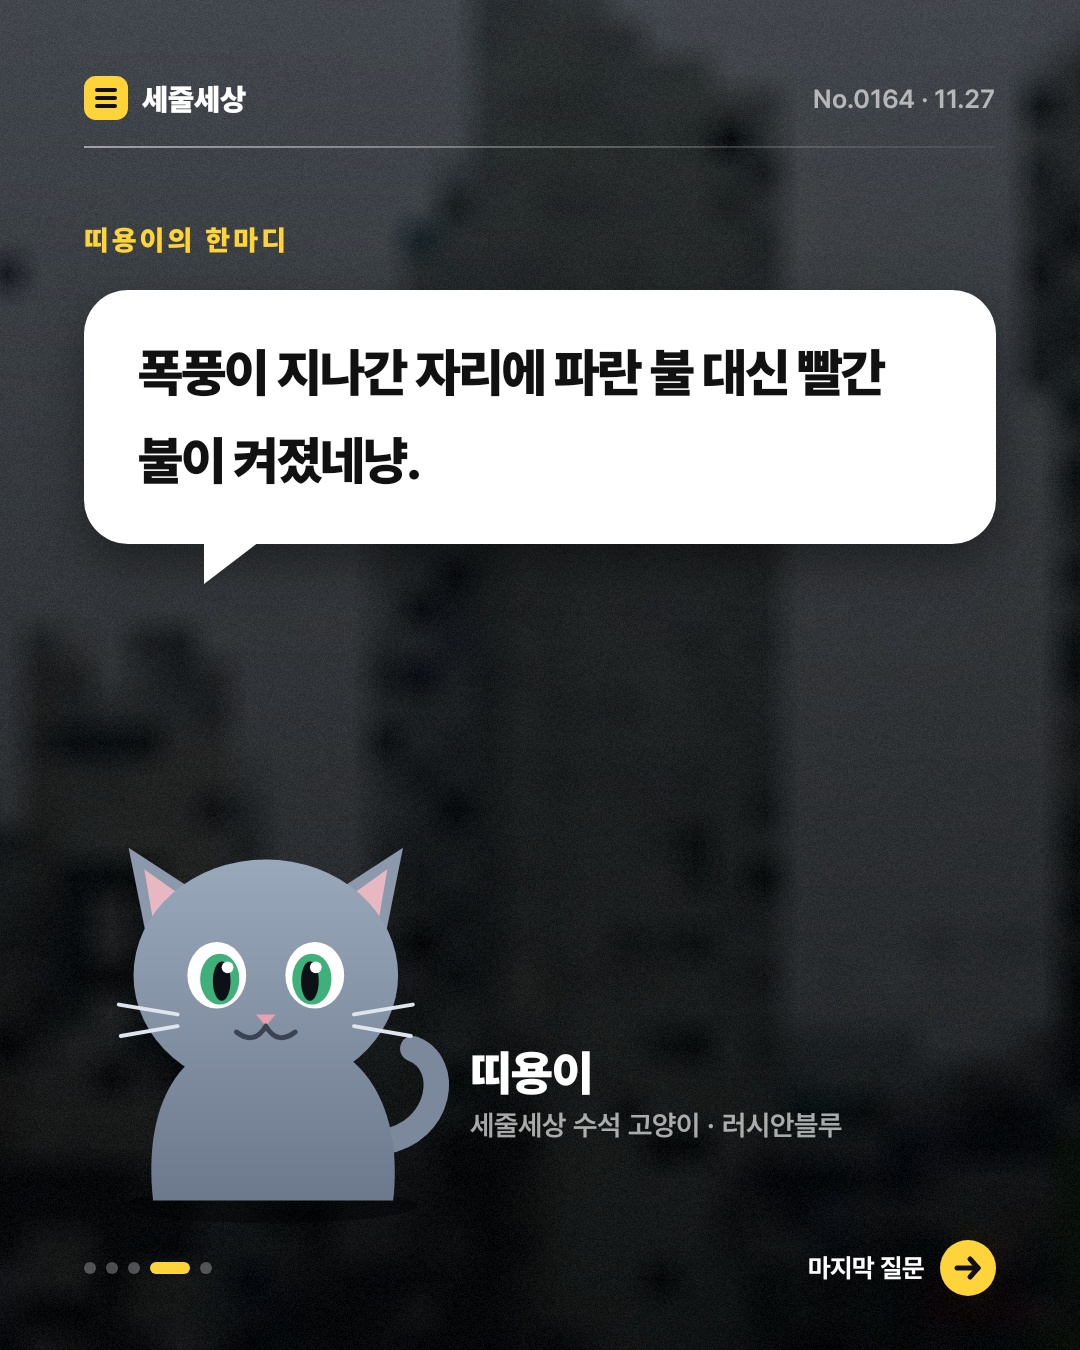 세줄세상
No.0164 · 11.27
띠용이의 한마디
폭풍이 지나간 자리에 파란 불 대신 빨간
불이 켜졌네냥.
띠용이
세줄세상 수석 고양이 · 러시안블루
마지막 질문